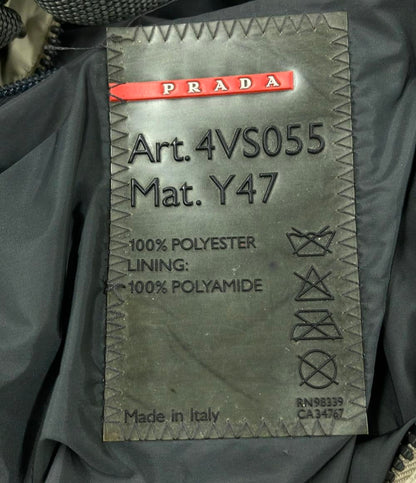 PRADA
Art. 4VS055
Mat. Y47
100% POLYESTER
LINING:
100% POLYAMIDE
Made in Italy
RN98339
CA34767